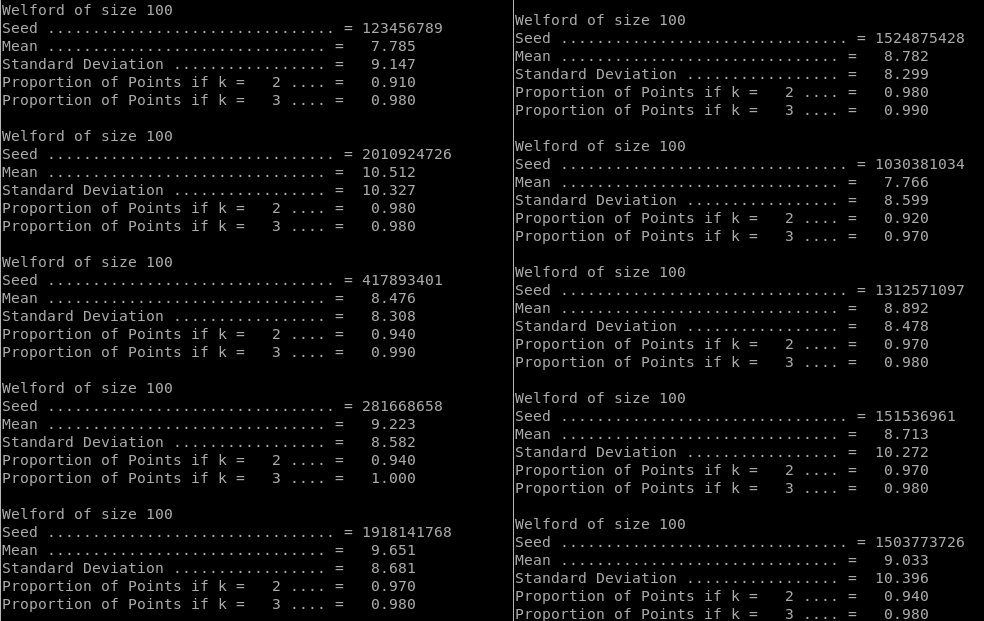 Welford of size 100
Seed ................................ = 123456789
Mean ............................... =   7.785
Standard Deviation ................. =   9.147
Proportion of Points if k =   2 .... =   0.910
Proportion of Points if k =   3 .... =   0.980

Welford of size 100
Seed ................................ = 2010924726
Mean ............................... =  10.512
Standard Deviation ................. =  10.327
Proportion of Points if k =   2 .... =   0.980
Proportion of Points if k =   3 .... =   0.980

Welford of size 100
Seed ................................ = 417893401
Mean ............................... =   8.476
Standard Deviation ................. =   8.308
Proportion of Points if k =   2 .... =   0.940
Proportion of Points if k =   3 .... =   0.990

Welford of size 100
Seed ................................ = 281668658
Mean ............................... =   9.223
Standard Deviation ................. =   8.582
Proportion of Points if k =   2 .... =   0.940
Proportion of Points if k =   3 .... =   1.000

Welford of size 100
Seed ................................ = 1918141768
Mean ............................... =   9.651
Standard Deviation ................. =   8.681
Proportion of Points if k =   2 .... =   0.970
Proportion of Points if k =   3 .... =   0.980

Welford of size 100
Seed ................................ = 1524875428
Mean ............................... =   8.782
Standard Deviation ................. =   8.299
Proportion of Points if k =   2 .... =   0.980
Proportion of Points if k =   3 .... =   0.990

Welford of size 100
Seed ................................ = 1030381034
Mean ............................... =   7.766
Standard Deviation ................. =   8.599
Proportion of Points if k =   2 .... =   0.920
Proportion of Points if k =   3 .... =   0.970

Welford of size 100
Seed ................................ = 1312571097
Mean ............................... =   8.892
Standard Deviation ................. =   8.478
Proportion of Points if k =   2 .... =   0.970
Proportion of Points if k =   3 .... =   0.980

Welford of size 100
Seed ................................ = 151536961
Mean ............................... =   8.713
Standard Deviation ................. =  10.272
Proportion of Points if k =   2 .... =   0.970
Proportion of Points if k =   3 .... =   0.980

Welford of size 100
Seed ................................ = 1503773726
Mean ............................... =   9.033
Standard Deviation ................. =  10.396
Proportion of Points if k =   2 .... =   0.940
Proportion of Points if k =   3 .... =   0.980